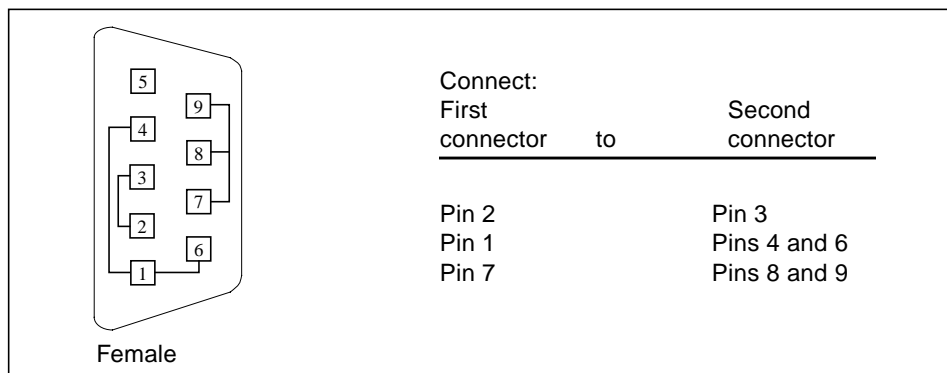 5
9
4
8
3
7
2
6
1
Female
Connect:
First Second
connector to connector
Pin 2 Pin 3
Pin 1 Pins 4 and 6
Pin 7 Pins 8 and 9